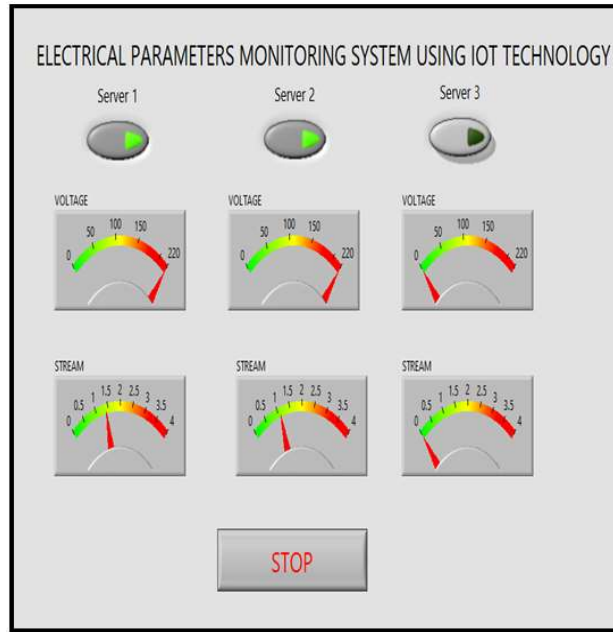 ELECTRICAL PARAMETERS MONITORING SYSTEM USING IOT TECHNOLOGY
Server 1 Server 2 Server 3
VOLTAGE VOLTAGE VOLTAGE
0 50 100 150 220 0 50 100 150 220 0 50 100 150 220
STREAM STREAM STREAM
0 0.5 1 1.5 2 2.5 3 3.5 4 0 0.5 1 1.5 2 2.5 3 3.5 4 0 0.5 1 1.5 2 2.5 3 3.5 4
STOP